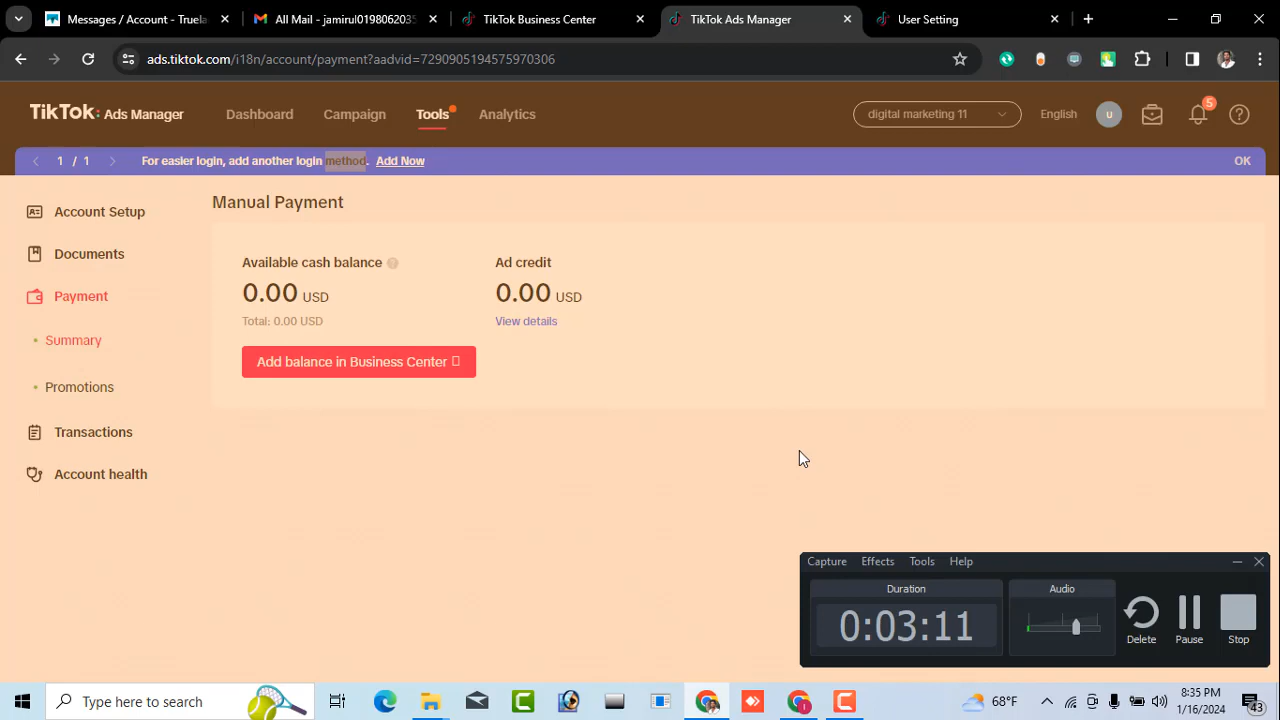 Messages / Account - Truela
All Mail - jamirul019806203
TikTok Business Center
TikTok Ads Manager
User Setting
ads.tiktok.com/i18n/account/payment?aadvid=7290905194575970306
TikTok: Ads Manager
Dashboard
Campaign
Tools
Analytics
digital marketing 11
English
u
5
1 / 1
For easier login, add another login method. Add Now
OK
Account Setup
Documents
Payment
Summary
Promotions
Transactions
Account health
Manual Payment
Available cash balance
0.00 USD
Total: 0.00 USD
Add balance in Business Center
Ad credit
0.00 USD
View details
Capture Effects Tools Help
Duration
0:03:11
Audio
Delete
Pause
Stop
Type here to search
68°F
8:35 PM
1/16/2024
43